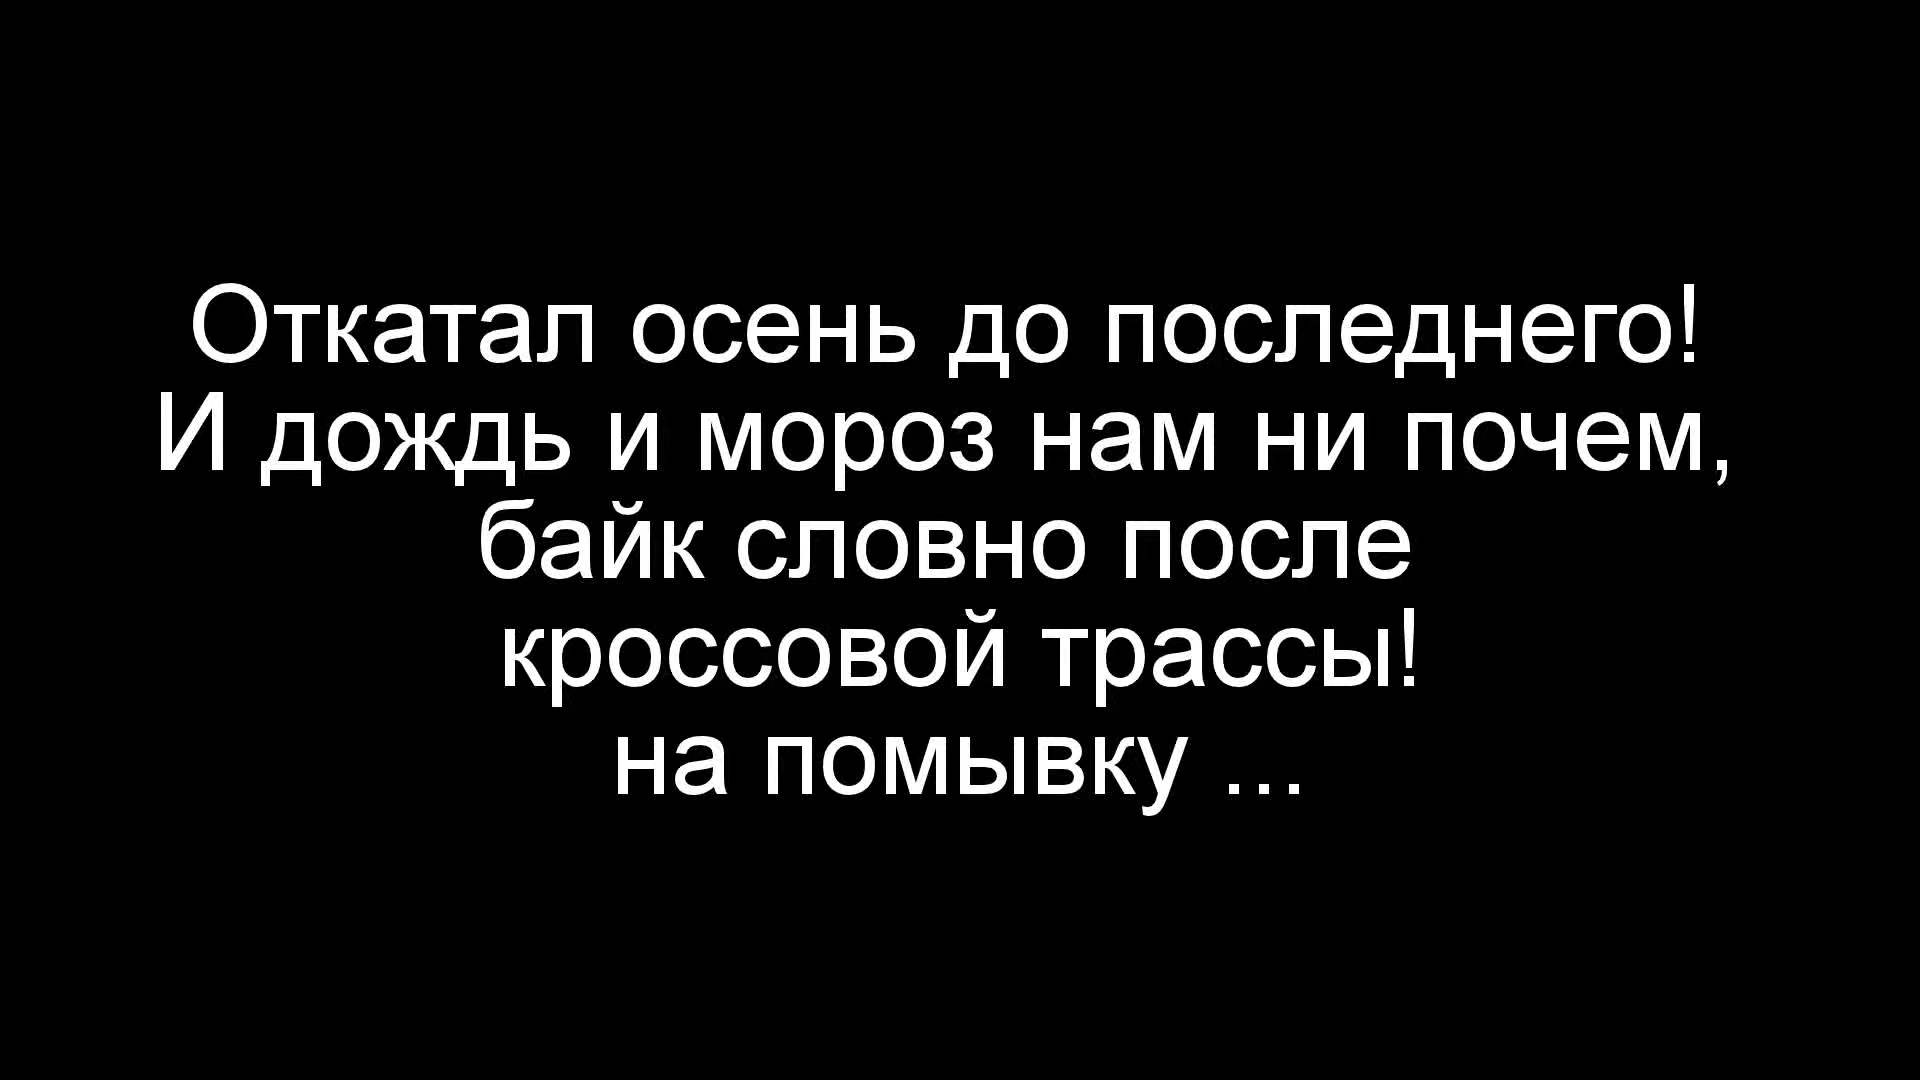 Откатал осень до последнего!
И дождь и мороз нам ни почем,
байк словно после
кроссовой трассы!
на помывку ...